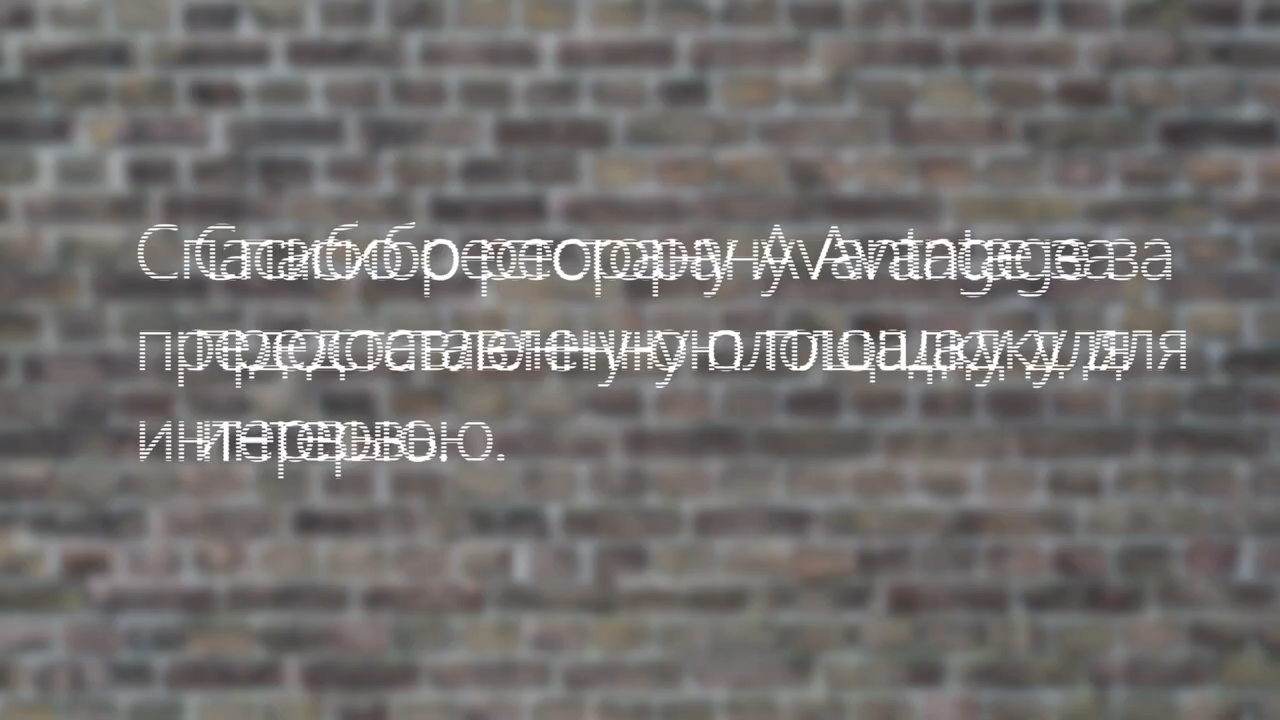 Спасибо ресторану Avantage за
предоставленную площадку для
интервью.